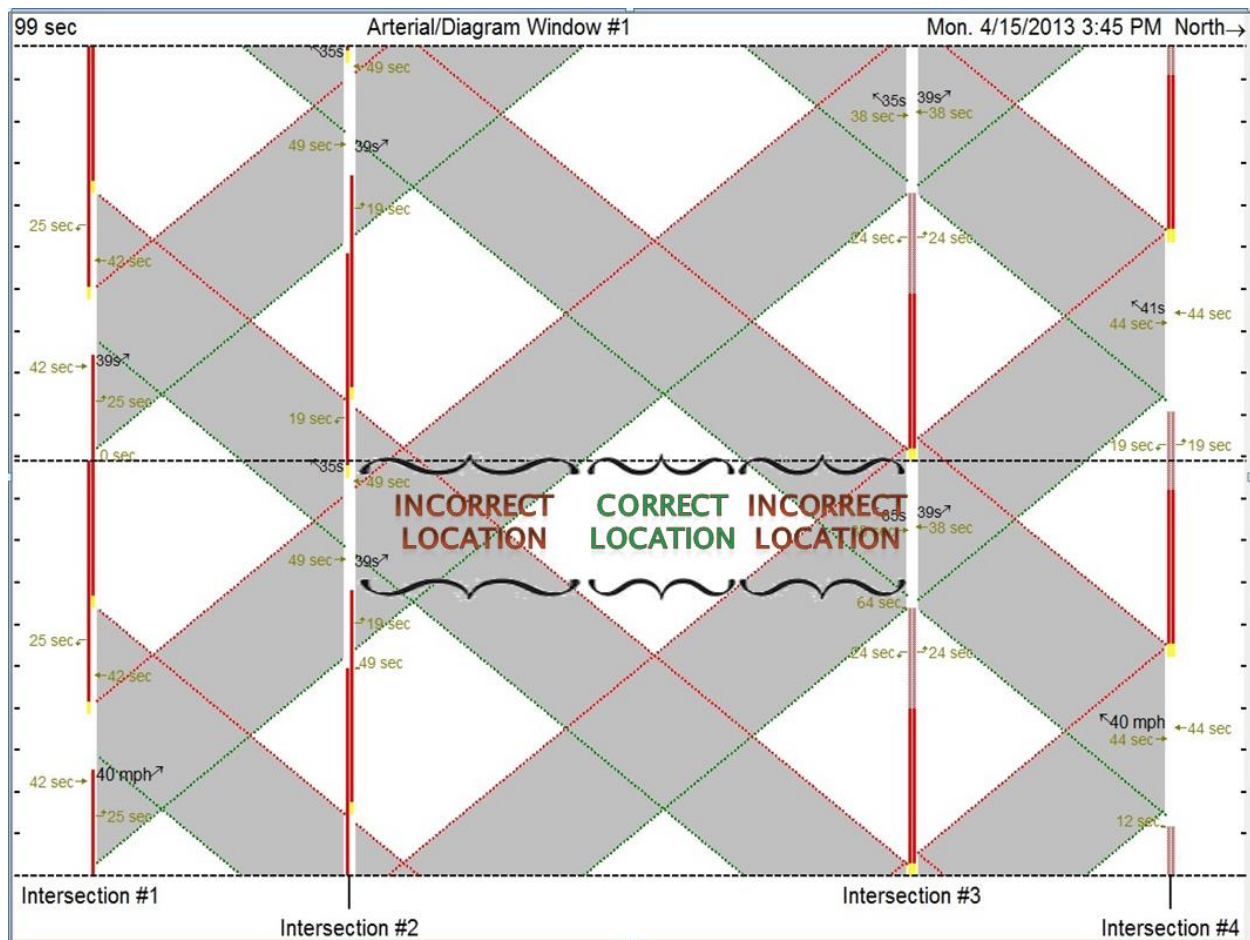 99 sec Arterial/Diagram Window #1 Mon. 4/15/2013 3:45 PM North→
35s
49 sec
35s 39s
38 sec 38 sec
49 sec 39s
19 sec
25 sec
24 sec 24 sec
42 sec
41s
44 sec
44 sec
42 sec 39s
25 sec
19 sec
19 sec 19 sec
0 sec
35s
49 sec
INCORRECT LOCATION
CORRECT LOCATION
INCORRECT LOCATION
35s 39s
38 sec
49 sec 39s
64 sec
19 sec
25 sec
24 sec 24 sec
49 sec
42 sec
40 mph
44 sec
44 sec
42 sec 40 mph
25 sec
12 sec
Intersection #1
Intersection #2
Intersection #3
Intersection #4